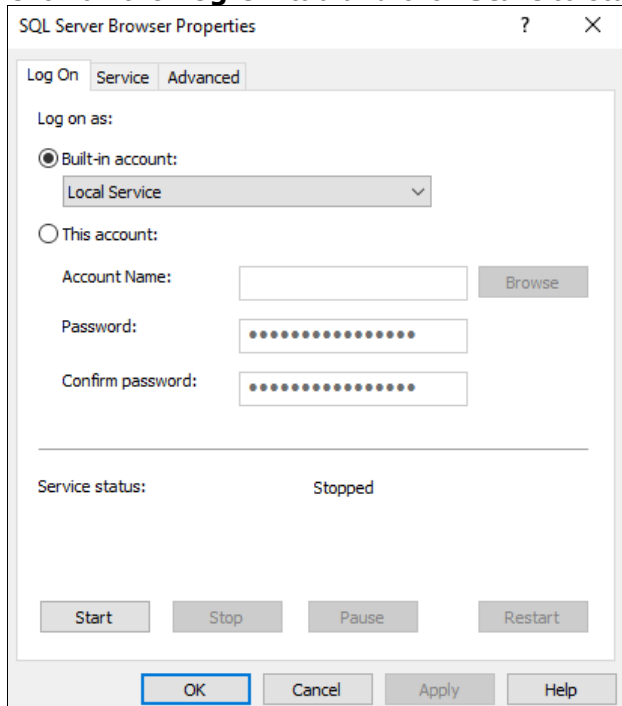 SQL Server Browser Properties ? X
Log On Service Advanced
Log on as:
Built-in account:
Local Service
This account:
Account Name: Browse
Password: ●●●●●●●●●●●●●●●●
Confirm password: ●●●●●●●●●●●●●●●●
Service status: Stopped
Start Stop Pause Restart
OK Cancel Apply Help